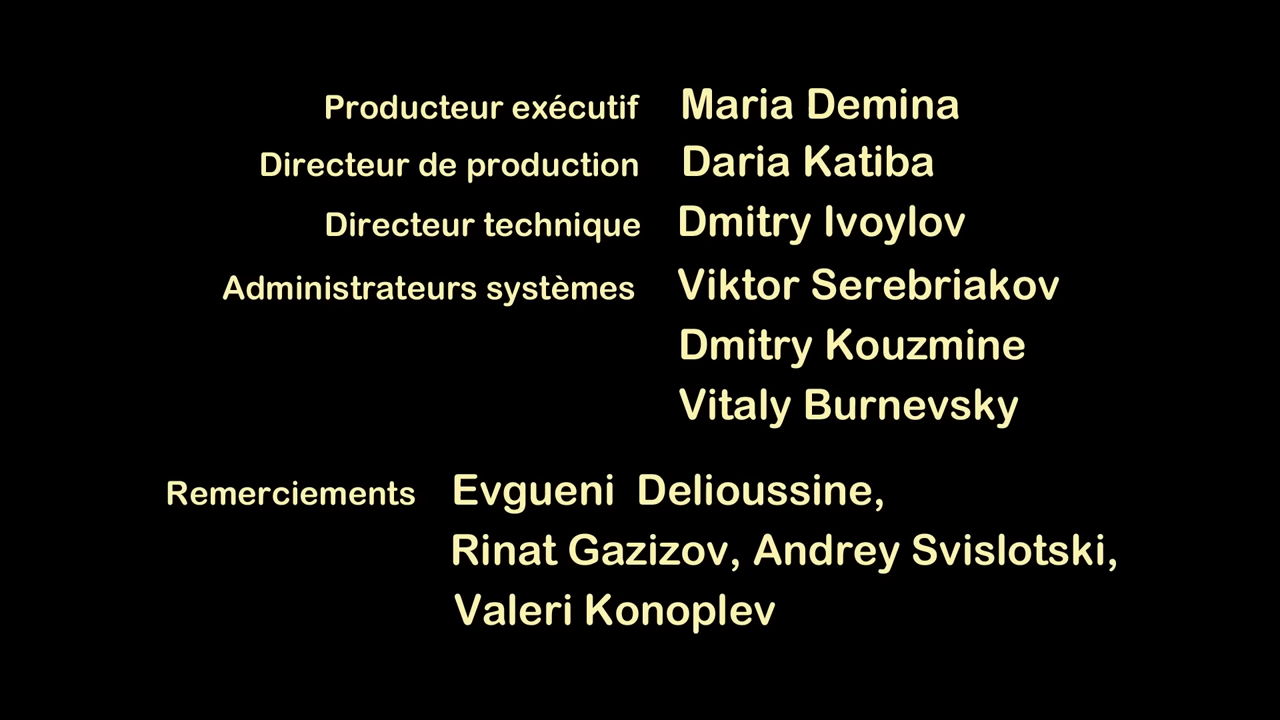 Producteur exécutif Maria Demina
Directeur de production Daria Katiba
Directeur technique Dmitry Ivoylov
Administrateurs systèmes Viktor Serebriakov
Dmitry Kouzmine
Vitaly Burnevsky
Remerciements Evgueni Delioussine,
Rinat Gazizov, Andrey Svislotski,
Valeri Konoplev